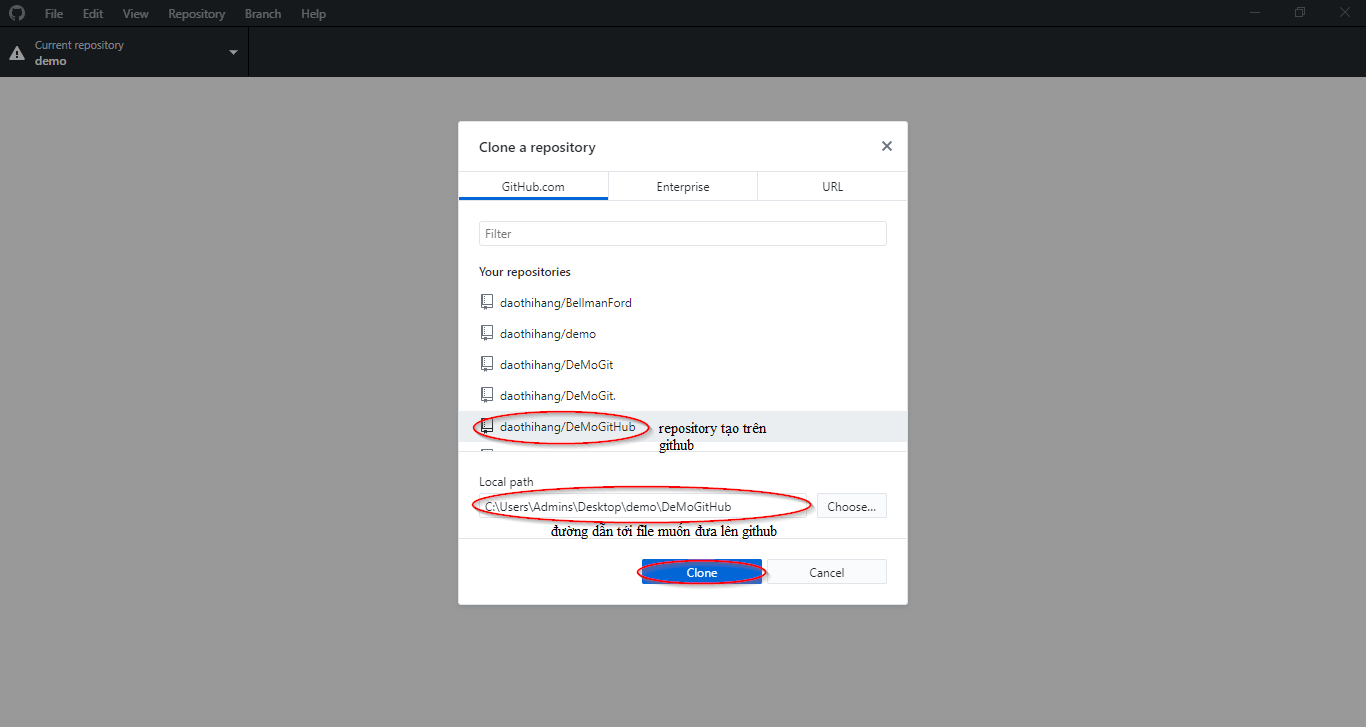 File Edit View Repository Branch Help
Current repository
demo
Clone a repository
GitHub.com Enterprise URL
Filter
Your repositories
daothihang/BellmanFord
daothihang/demo
daothihang/DeMoGit
daothihang/DeMoGit.
daothihang/DeMoGitHub
repository tạo trên
github
Local path
C:\Users\Admins\Desktop\demo\DeMoGitHub
Choose...
đường dẫn tới file muốn đưa lên github
Clone Cancel